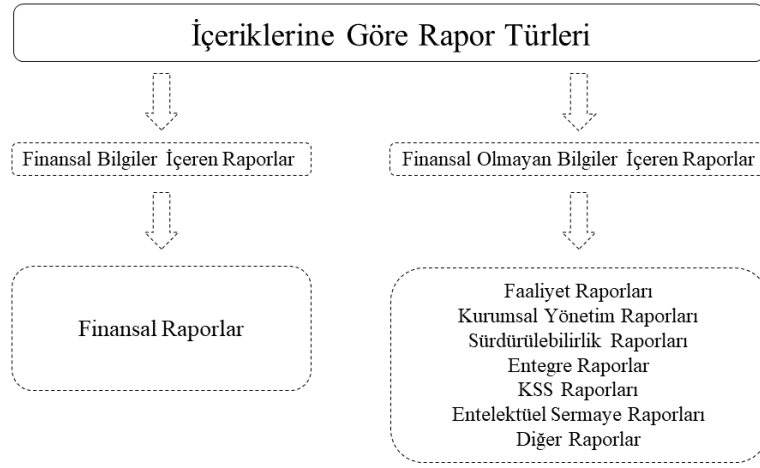 İçeriklerine Göre Rapor Türleri
Finansal Bilgiler İçeren Raporlar
Finansal Olmayan Bilgiler İçeren Raporlar
Finansal Raporlar
Faaliyet Raporları
Kurumsal Yönetim Raporları
Sürdürülebilirlik Raporları
Entegre Raporlar
KSS Raporları
Entelektüel Sermaye Raporları
Diğer Raporlar